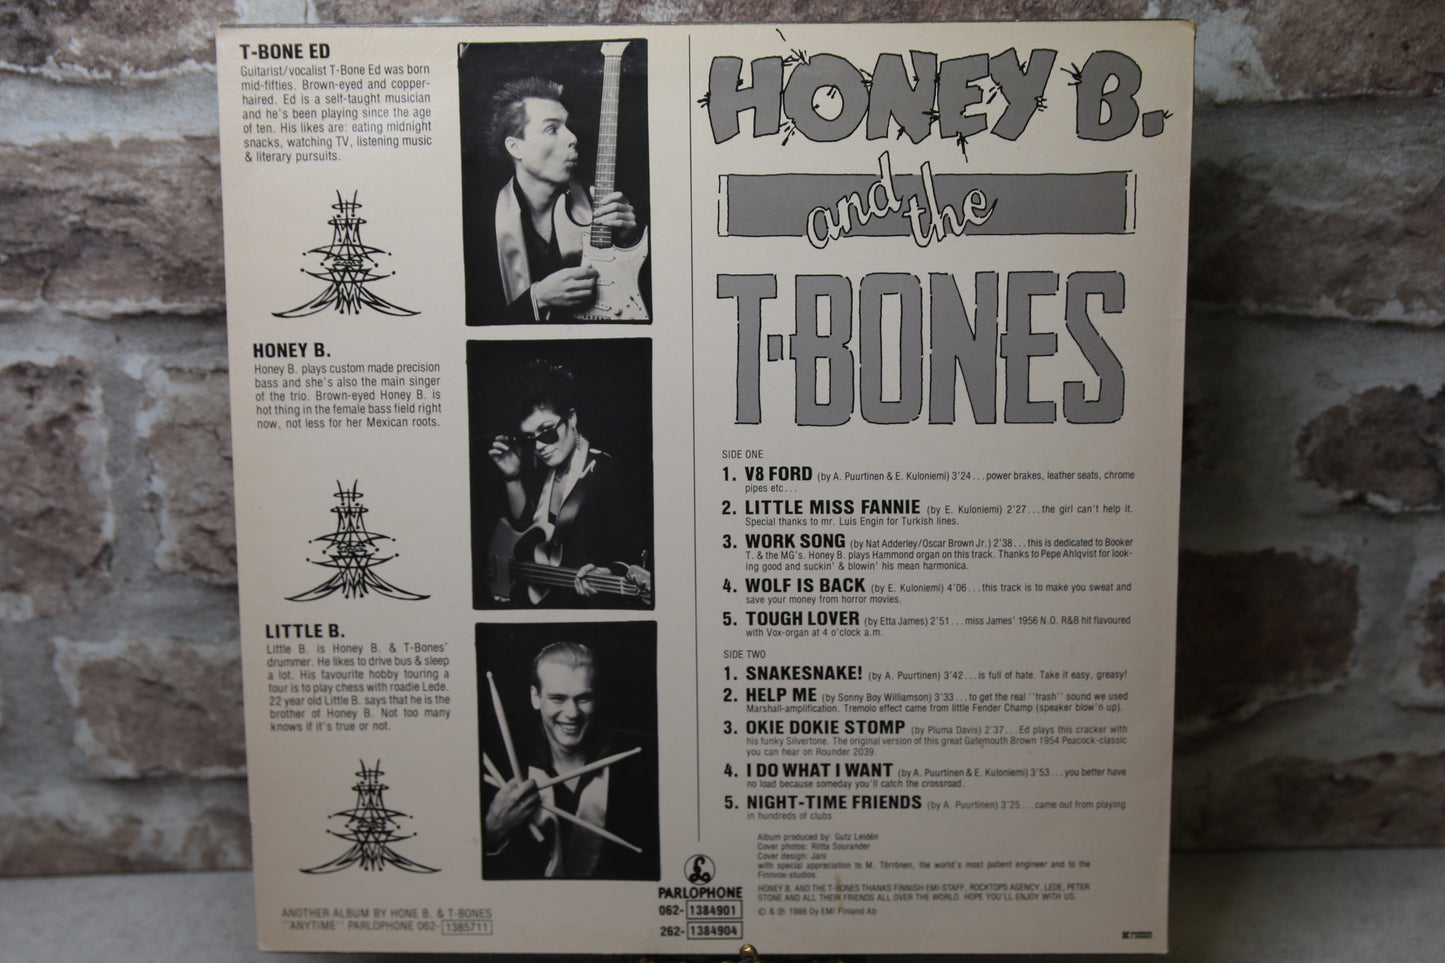 T-BONE ED
Guitarist/vocalist T-Bone Ed was born
mid-fifties. Brown-eyed and copper-
haired. Ed is a self-taught musician
and he's been playing since the age
of ten. His likes are: eating midnight
snacks, watching TV, listening music
& literary pursuits.
HONEY B.
Honey B. plays custom made precision
bass and she's also the main singer
of the trio. Brown-eyed Honey B. is
hot thing in the female bass field right
now, not less for her Mexican roots.
LITTLE B.
Little B. is Honey B. & T-Bones'
drummer. He likes to drive bus & sleep
a lot. His favourite hobby touring a
tour is to play chess with roadie Lede.
22 year old Little B. says that he is the
brother of Honey B. Not too many
knows if it's true or not.
ANOTHER ALBUM BY HONE B. & T-BONES
"ANYTIME" PARLOPHONE 062-1385711
HONEY B.
and the
T-BONES
SIDE ONE
1. V8 FORD (by A. Puurtinen & E. Kuloniemi) 3'24...power brakes, leather seats, chrome
pipes etc...
2. LITTLE MISS FANNIE (by E. Kuloniemi) 2'27...the girl can't help it.
Special thanks to mr. Luis Engin for Turkish lines.
3. WORK SONG (by Nat Adderley/Oscar Brown Jr.) 2'38...this is dedicated to Booker
T. & the MG's. Honey B. plays Hammond organ on this track. Thanks to Pepe Ahlqvist for look-
ing good and suckin' & blowin' his mean harmonica.
4. WOLF IS BACK (by E. Kuloniemi) 4'06...this track is to make you sweat and
save your money from horror movies.
5. TOUGH LOVER (by Etta James) 2'51...miss James' 1956 N.O. R&B hit flavoured
with Vox-organ at 4 o'clock a.m.
SIDE TWO
1. SNAKESNAKE! (by A. Puurtinen) 3'42...is full of hate. Take it easy, greasy!
2. HELP ME (by Sonny Boy Williamson) 3'33...to get the real "trash" sound we used
Marshall-amplification. Tremolo effect came from little Fender Champ (speaker blow'n up).
3. OKIE DOKIE STOMP (by Pluma Davis) 2'37...Ed plays this cracker with
his funky Silvertone. The original version of this great Gatemouth Brown 1954 Peacock-classic
you can hear on Rounder 2039.
4. I DO WHAT I WANT (by A. Puurtinen & E. Kuloniemi) 3'53...you better have
no load because someday you'll catch the crossroad.
5. NIGHT-TIME FRIENDS (by A. Puurtinen) 3'25...came out from playing
in hundreds of clubs
Album produced by: Gutz Leidén
Cover photos: Riitta Sourander
Cover design: Jani
with special appreciation to M. Törrönen, the world's most patient engineer and to the
Finnvox-studios.
HONEY B. AND THE T-BONES THANKS FINNISH EMI-STAFF, ROCKTOPS AGENCY, LEDE, PETER
STONE AND ALL THEIR FRIENDS ALL OVER THE WORLD. HOPE YOU'LL ENJOY WITH US.
© & ℗ 1986 Oy EMI Finland Ab
PARLOPHONE
062-1384901
262-1384904